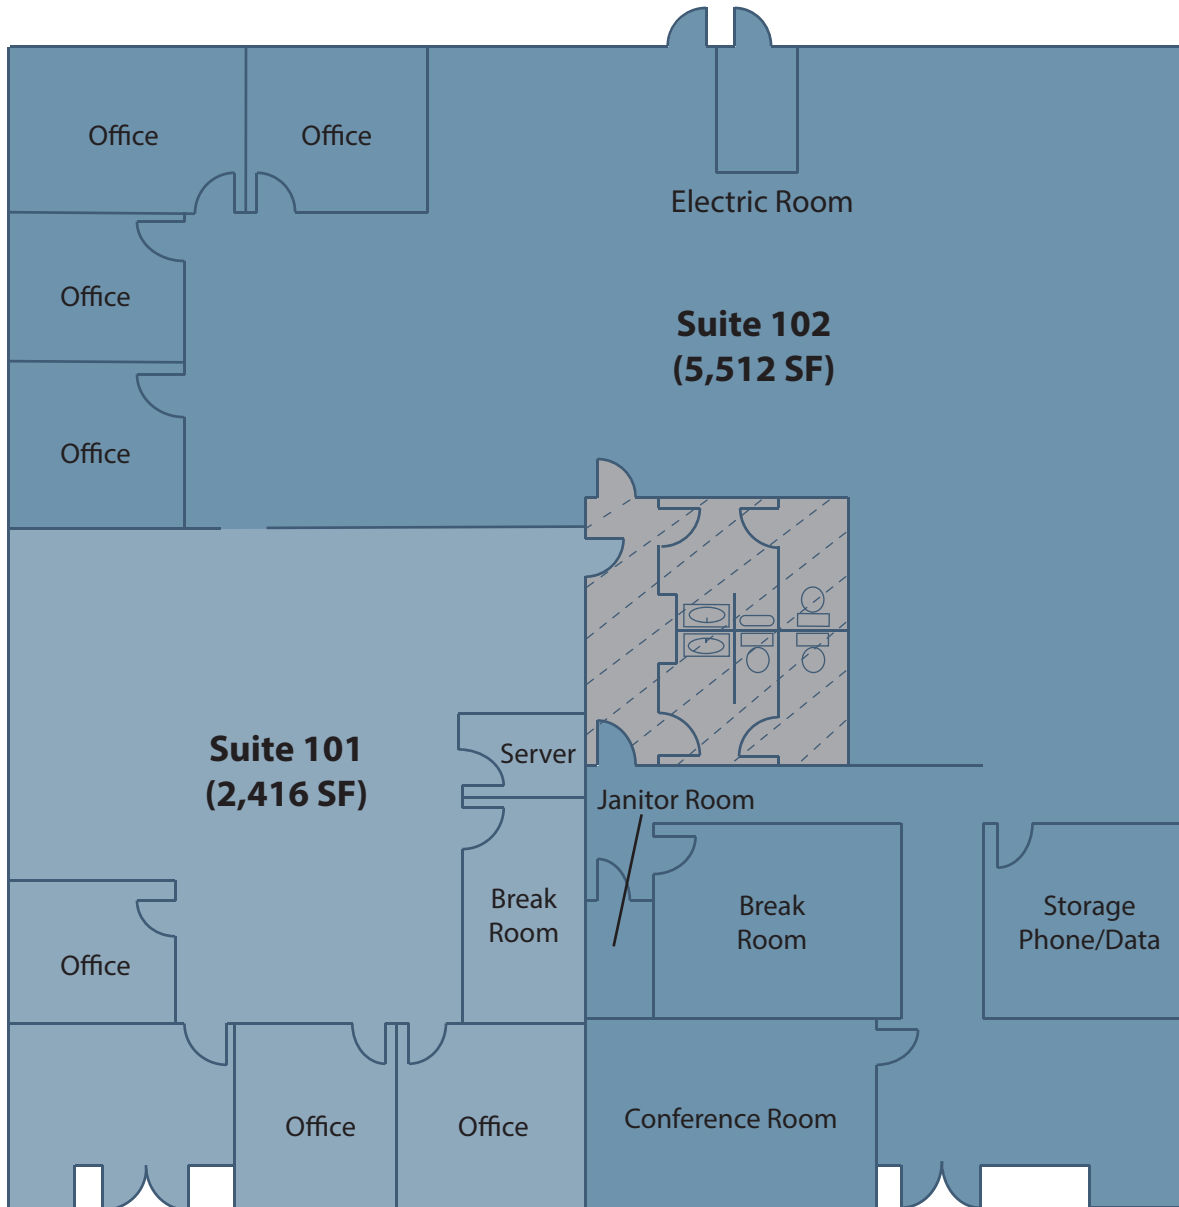 Office
Office
Electric Room
Office
Suite 102
(5,512 SF)
Office
Suite 101
(2,416 SF)
Server
Janitor Room
Break
Room
Break
Room
Storage
Phone/Data
Office
Office
Office
Conference Room